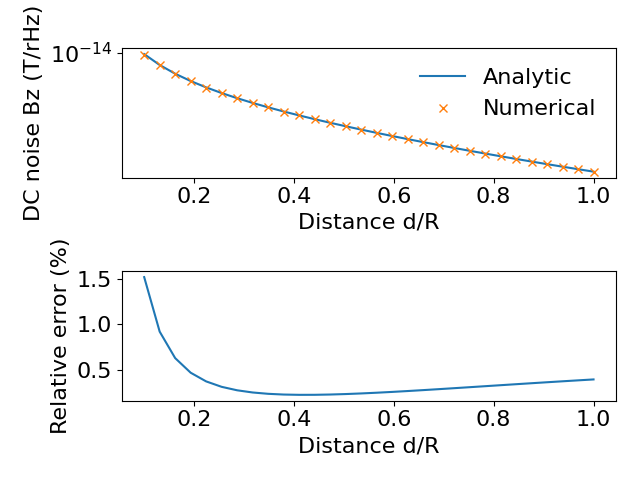 DC noise Bz (T/rHz)
10⁻¹⁴
Analytic
Numerical
0.2 0.4 0.6 0.8 1.0
Distance d/R
Relative error (%)
1.5
1.0
0.5
0.2 0.4 0.6 0.8 1.0
Distance d/R